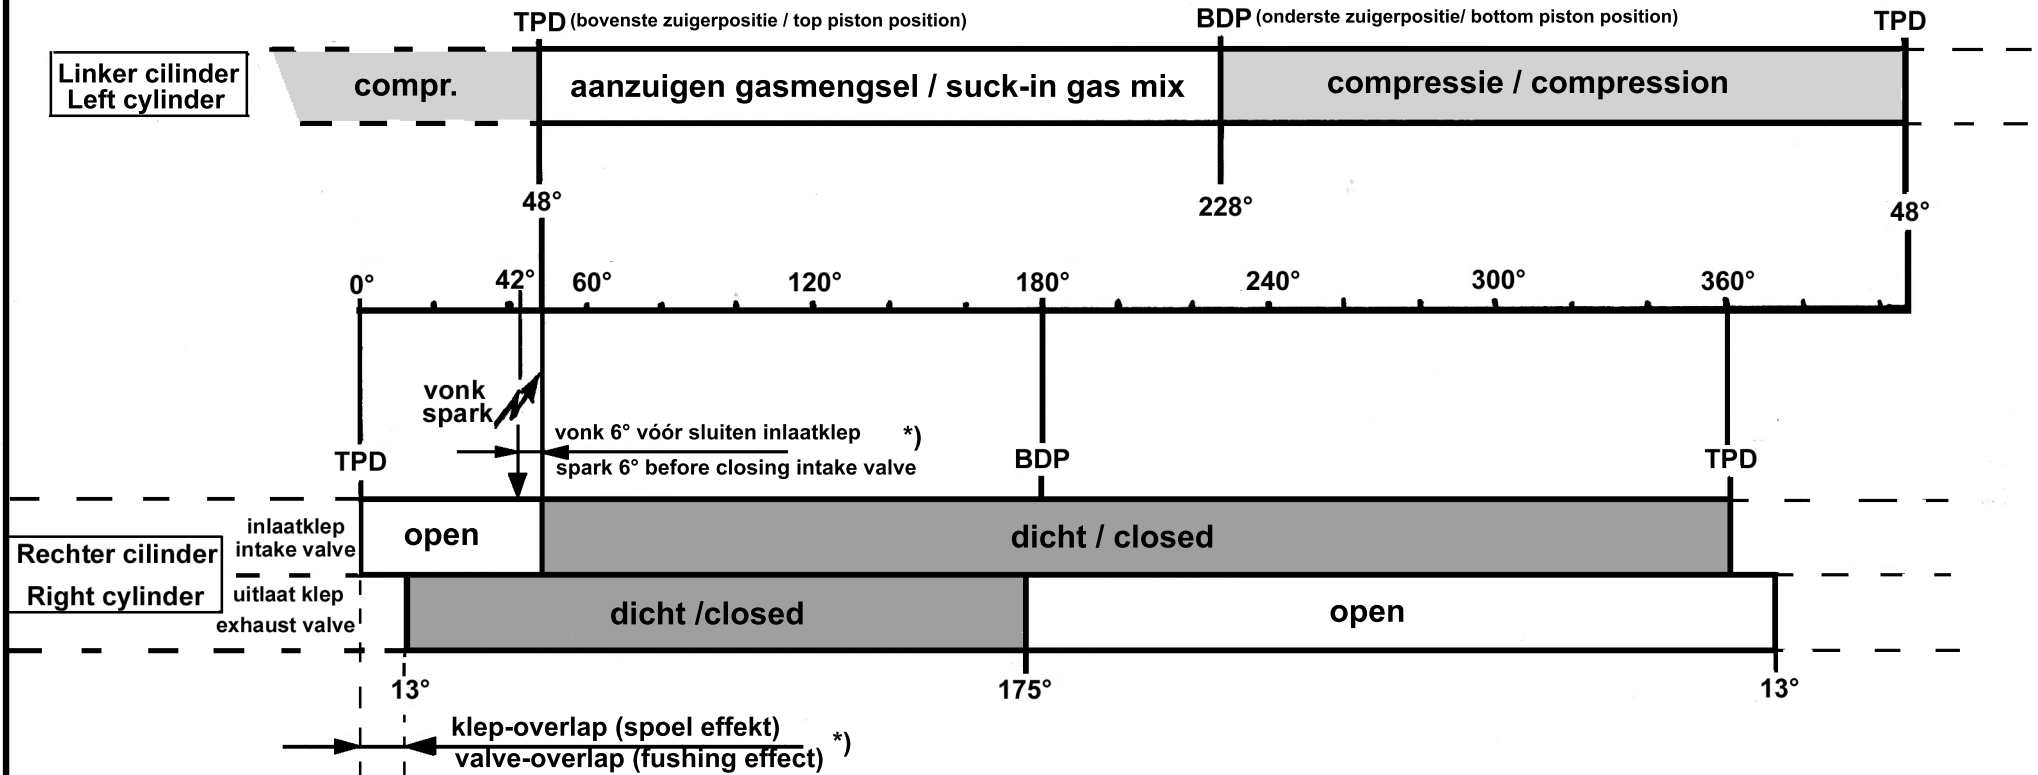 TPD (bovenste zuigerpositie / top piston position)
BDP (onderste zuigerpositie/ bottom piston position)
TPD
Linker cilinder
Left cylinder
compr.
aanzuigen gasmengsel / suck-in gas mix
compressie / compression
48°
228°
48°
0°
42°
60°
120°
180°
240°
300°
360°
vonk
spark
vonk 6° vóór sluiten inlaatklep *)
spark 6° before closing intake valve
TPD
BDP
TPD
inlaatklep
intake valve
open
dicht / closed
Rechter cilinder
Right cylinder
uitlaat klep
exhaust valve
dicht /closed
open
13°
175°
13°
klep-overlap (spoel effekt)
valve-overlap (fushing effect) *)